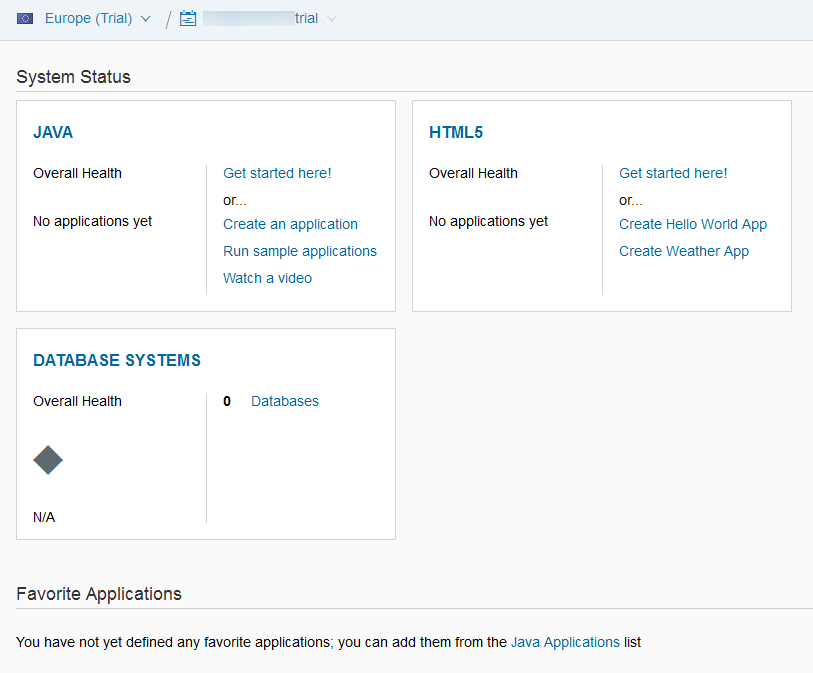 Europe (Trial) / trial
System Status
JAVA
Overall Health
No applications yet
Get started here!
or...
Create an application
Run sample applications
Watch a video
HTML5
Overall Health
No applications yet
Get started here!
or...
Create Hello World App
Create Weather App
DATABASE SYSTEMS
Overall Health
N/A
0 Databases
Favorite Applications
You have not yet defined any favorite applications; you can add them from the Java Applications list